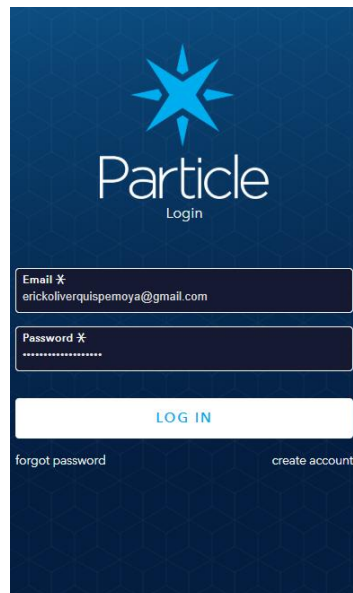 Particle
Login
Email *
erickoliverquispemoya@gmail.com
Password *
•••••••••••••••••••
LOG IN
forgot password create account